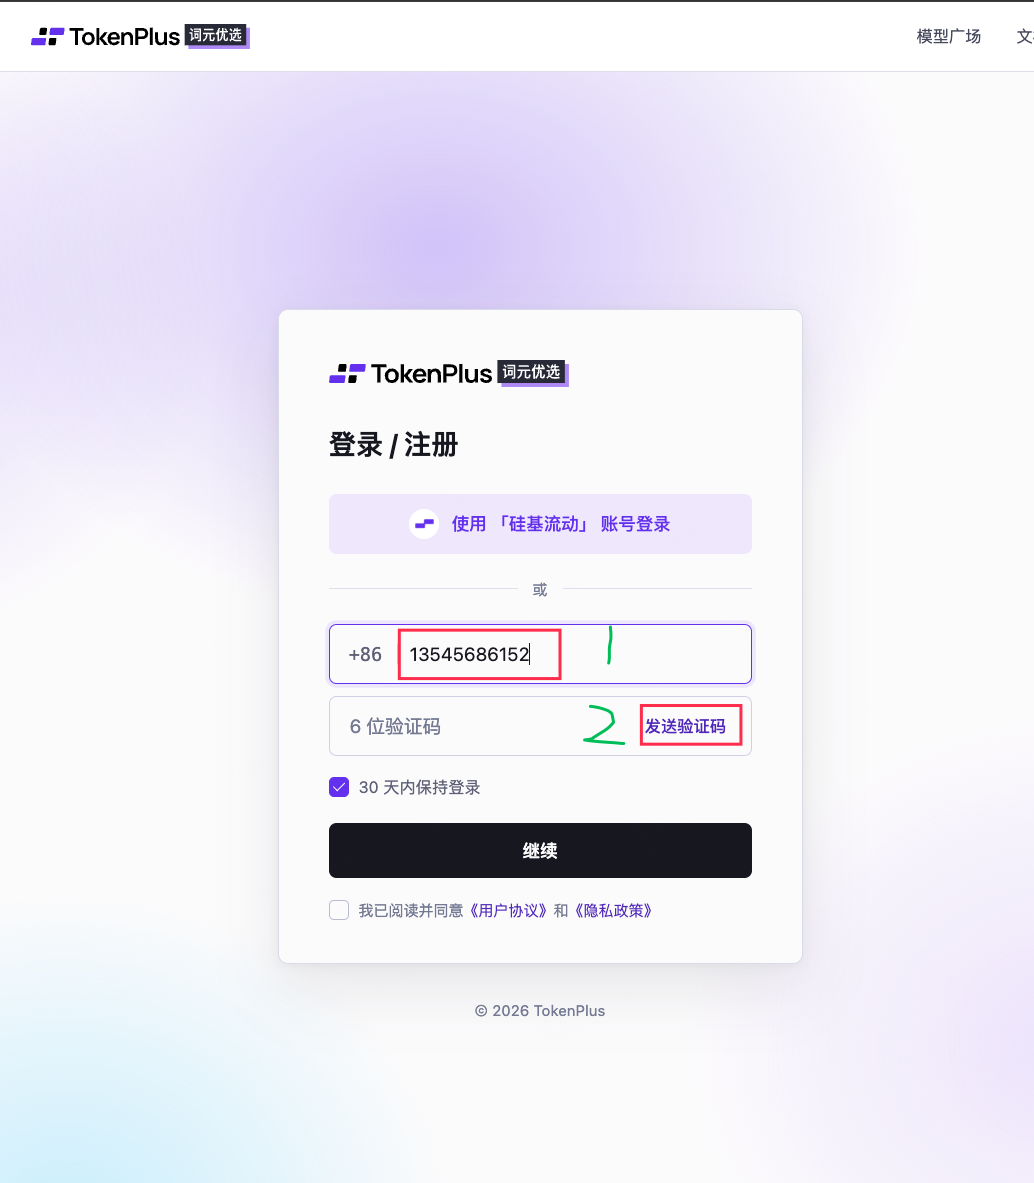 TokenPlus 词元优选
模型广场
TokenPlus 词元优选
登录 / 注册
使用 「硅基流动」 账号登录
或
+86 13545686152 1
6 位验证码 2 发送验证码
30 天内保持登录
继续
我已阅读并同意《用户协议》和《隐私政策》
© 2026 TokenPlus